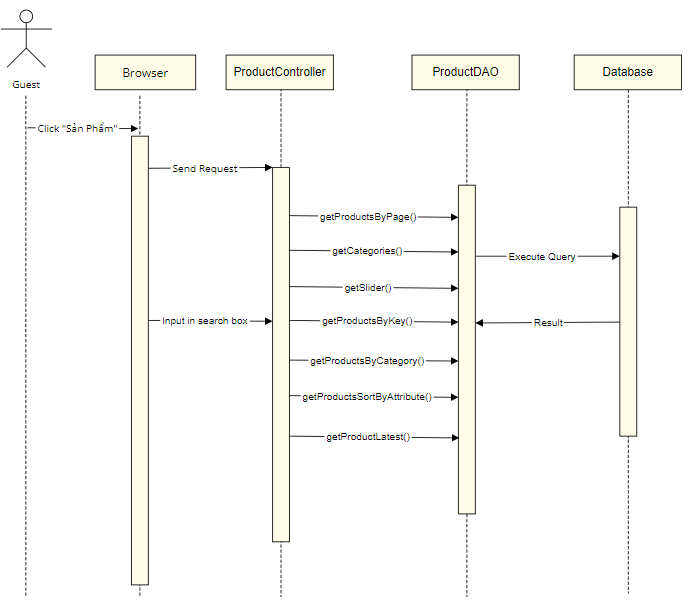 Guest
Browser
ProductController
ProductDAO
Database
Click "Sản Phẩm"
Send Request
getProductsByPage()
getCategories()
Execute Query
getSlider()
Input in search box
getProductsByKey()
Result
getProductsByCategory()
getProductsSortByAttribute()
getProductLatest()